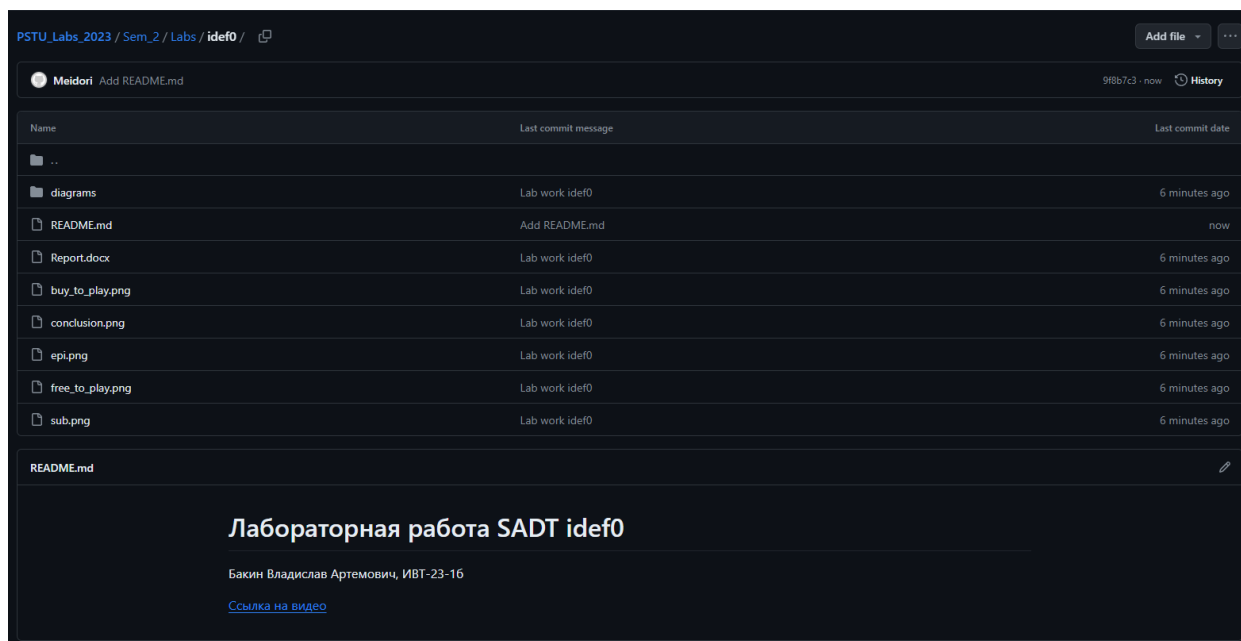 PSTU_Labs_2023 / Sem_2 / Labs / idef0 /
Add file
Meidori Add README.md
9f8b7c3 · now History
Name Last commit message Last commit date
..
diagrams Lab work idef0 6 minutes ago
README.md Add README.md now
Report.docx Lab work idef0 6 minutes ago
buy_to_play.png Lab work idef0 6 minutes ago
conclusion.png Lab work idef0 6 minutes ago
epi.png Lab work idef0 6 minutes ago
free_to_play.png Lab work idef0 6 minutes ago
sub.png Lab work idef0 6 minutes ago
README.md
Лабораторная работа SADT idef0
Бакин Владислав Артемович, ИВТ-23-1б
Ссылка на видео